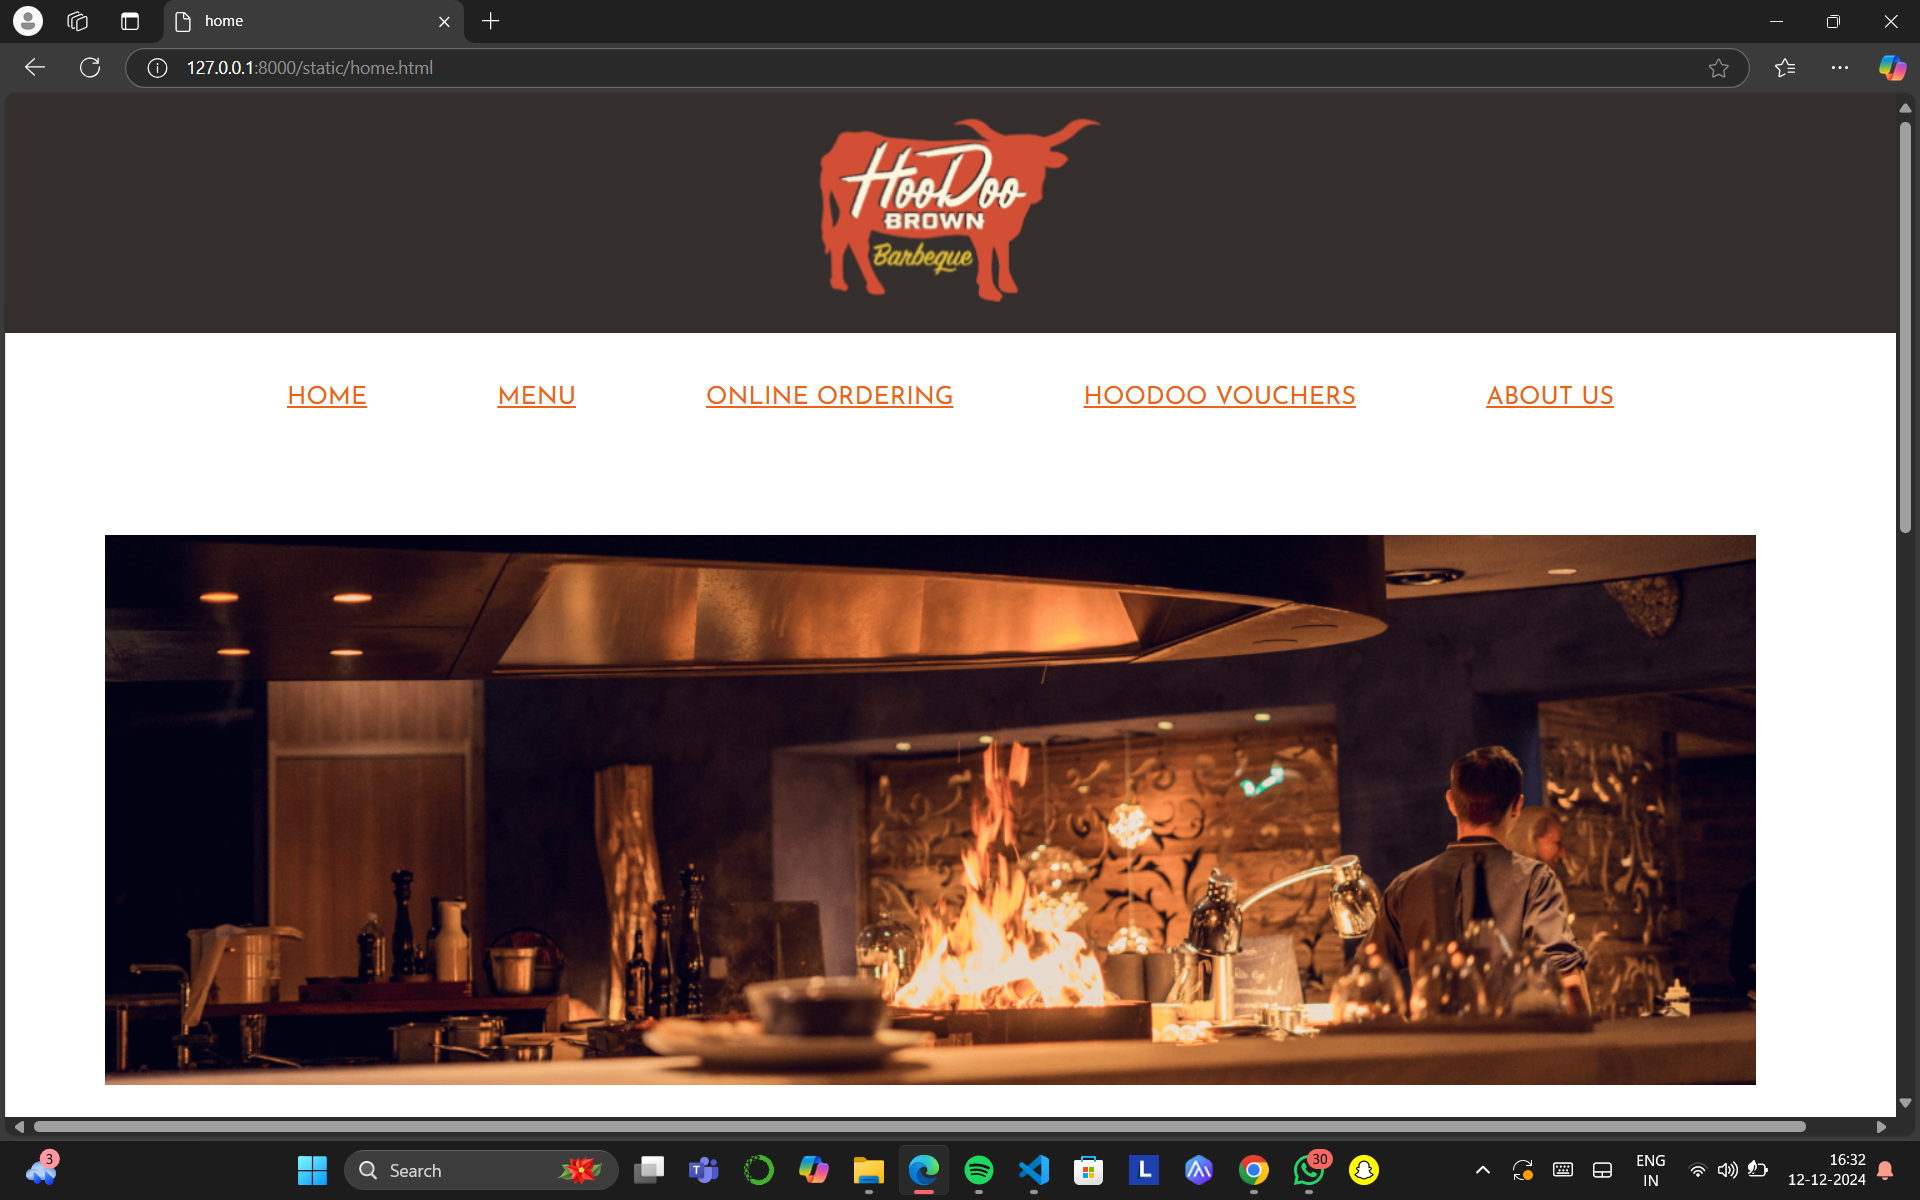 home
127.0.0.1:8000/static/home.html
HooDoo
BROWN
Barbeque
HOME
MENU
ONLINE ORDERING
HOODOO VOUCHERS
ABOUT US
3
Search
T
L
30
ENG
IN
16:32
12-12-2024